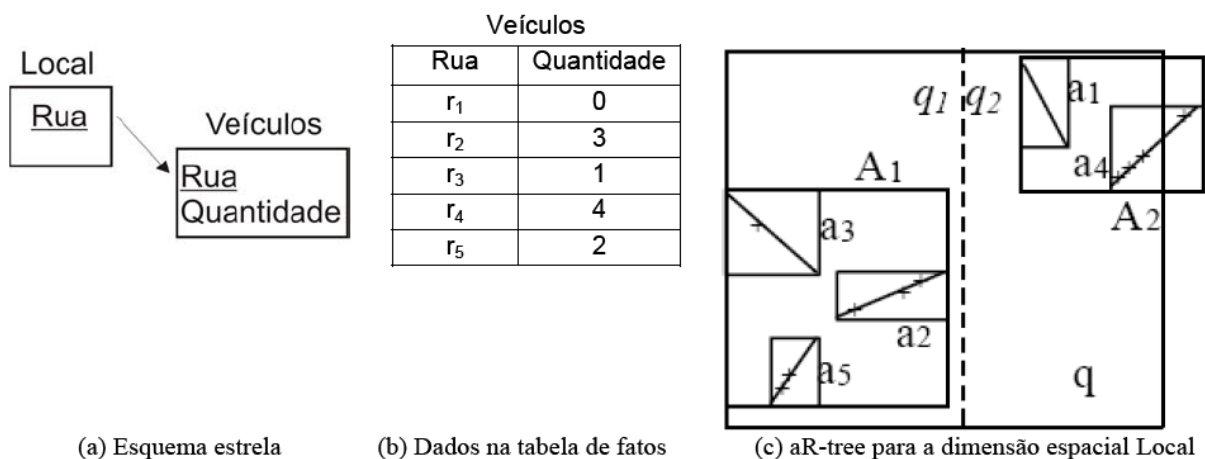 Local
Rua
Veículos
Rua
Quantidade
(a) Esquema estrela
Veículos
Rua Quantidade
r1 0
r2 3
r3 1
r4 4
r5 2
(b) Dados na tabela de fatos
q1 q2
a1
a4
A2
A1
a3
a2
a5
q
(c) aR-tree para a dimensão espacial Local